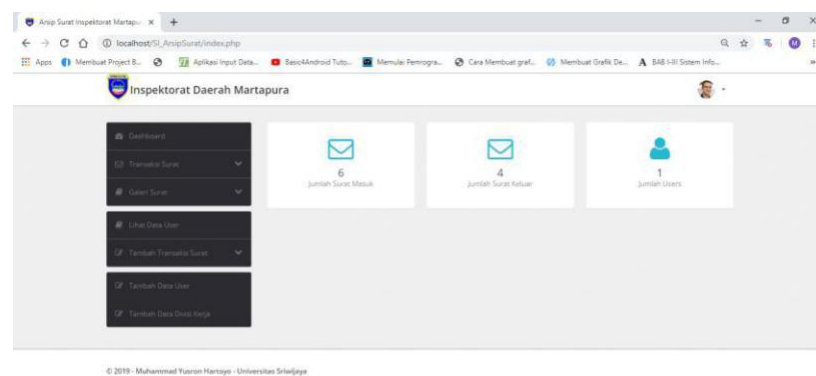 Arsip Surat Inspektorat Martapu
localhost/SI_ArsipSurat/index.php
M
Apps Membuat Project B... Aplikasi Input Data... Basic4Android Tuto... Memulai Pemrogra... Cara Membuat graf... Membuat Grafik De... BAB I-III Sistem Info...
Inspektorat Daerah Martapura
Dashboard
Transaksi Surat
Galeri Surat
Lihat Data User
Tambah Transaksi Surat
Tambah Data User
Tambah Data Divisi Kerja
6
Jumlah Surat Masuk
4
Jumlah Surat Keluar
1
Jumlah Users
© 2019 - Muhammad Yusron Hartoyo - Universitas Sriwijaya